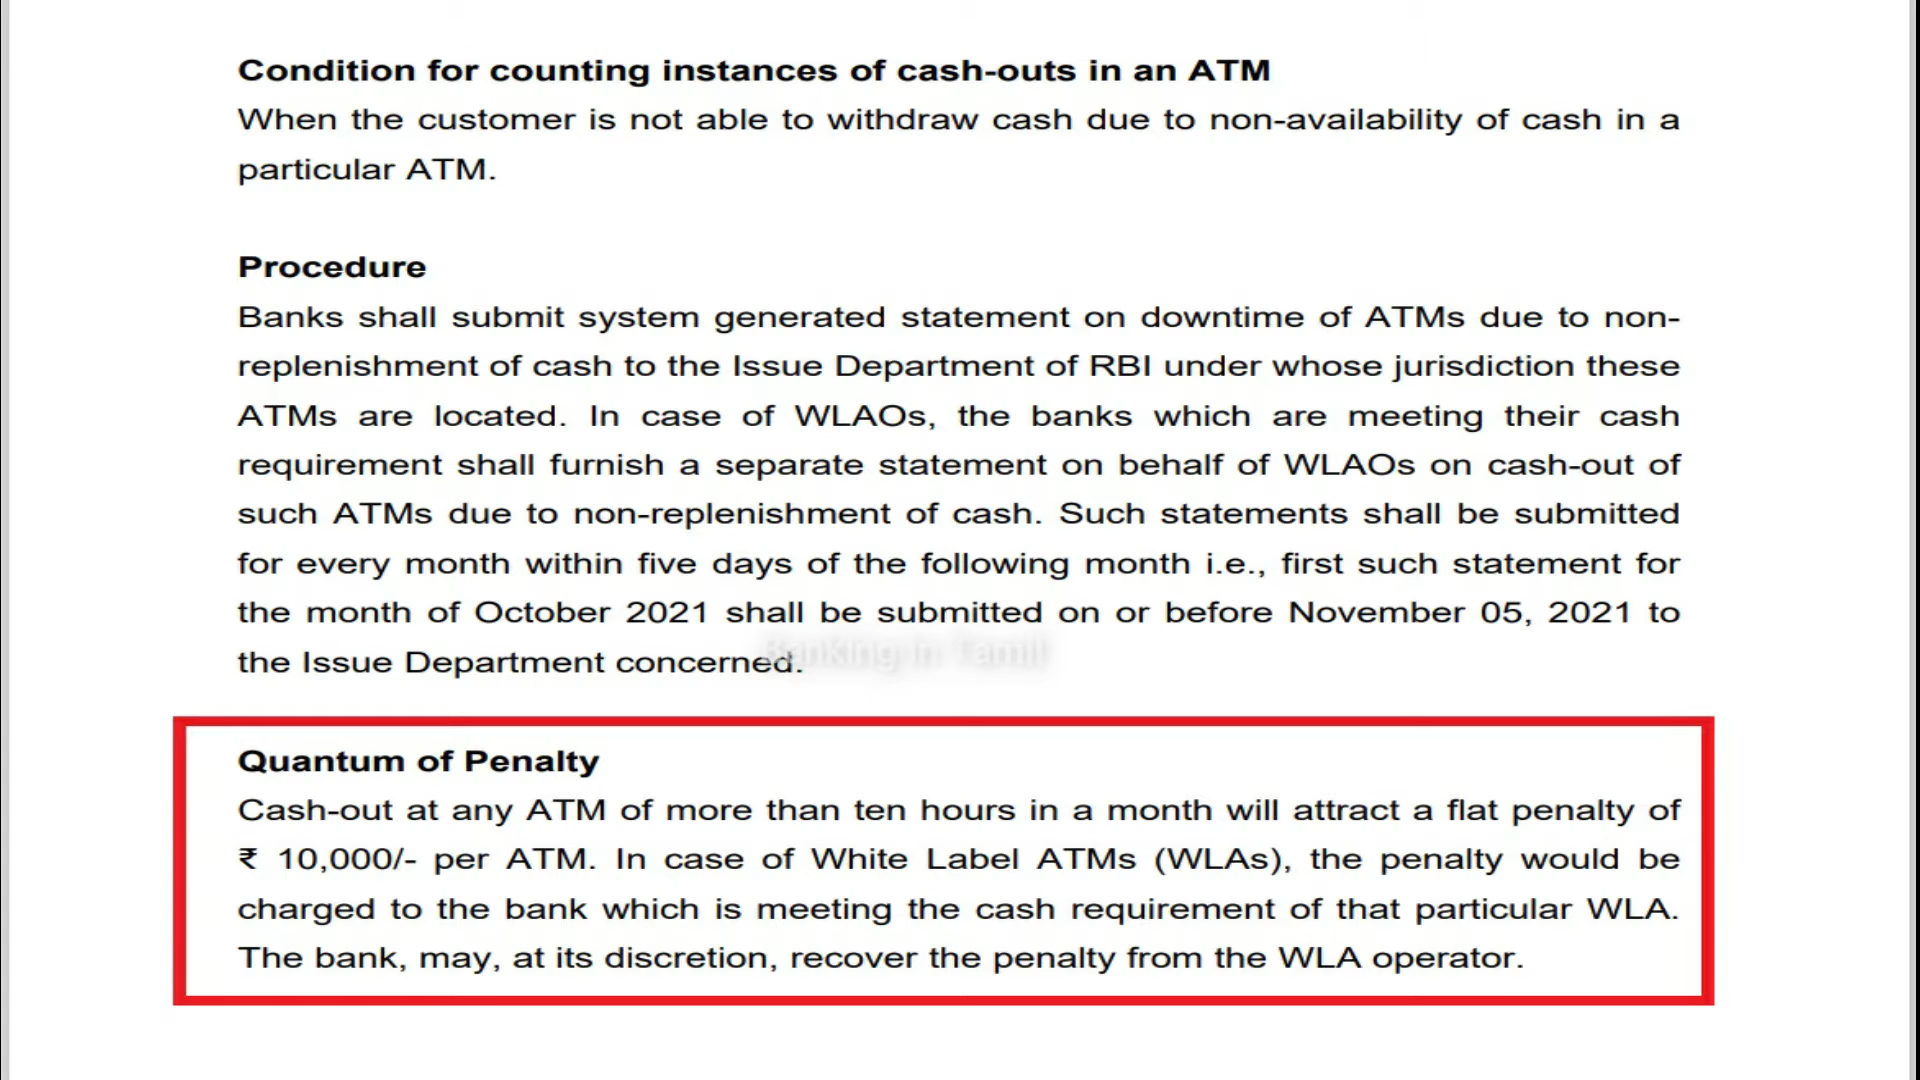 Condition for counting instances of cash-outs in an ATM
When the customer is not able to withdraw cash due to non-availability of cash in a
particular ATM.
Procedure
Banks shall submit system generated statement on downtime of ATMs due to non-
replenishment of cash to the Issue Department of RBI under whose jurisdiction these
ATMs are located. In case of WLAOs, the banks which are meeting their cash
requirement shall furnish a separate statement on behalf of WLAOs on cash-out of
such ATMs due to non-replenishment of cash. Such statements shall be submitted
for every month within five days of the following month i.e., first such statement for
the month of October 2021 shall be submitted on or before November 05, 2021 to
the Issue Department concerned.
Banking in Tamil
Quantum of Penalty
Cash-out at any ATM of more than ten hours in a month will attract a flat penalty of
₹ 10,000/- per ATM. In case of White Label ATMs (WLAs), the penalty would be
charged to the bank which is meeting the cash requirement of that particular WLA.
The bank, may, at its discretion, recover the penalty from the WLA operator.